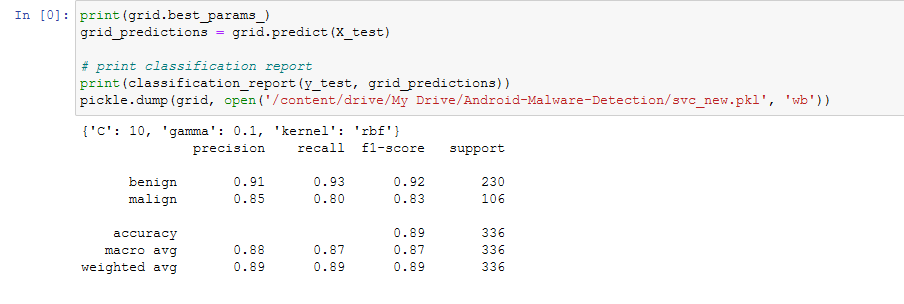 In [0]: print(grid.best_params_)
grid_predictions = grid.predict(X_test)
# print classification report
print(classification_report(y_test, grid_predictions))
pickle.dump(grid, open('/content/drive/My Drive/Android-Malware-Detection/svc_new.pkl', 'wb'))
{'C': 10, 'gamma': 0.1, 'kernel': 'rbf'}
precision recall f1-score support
benign 0.91 0.93 0.92 230
malign 0.85 0.80 0.83 106
accuracy 0.89 336
macro avg 0.88 0.87 0.87 336
weighted avg 0.89 0.89 0.89 336